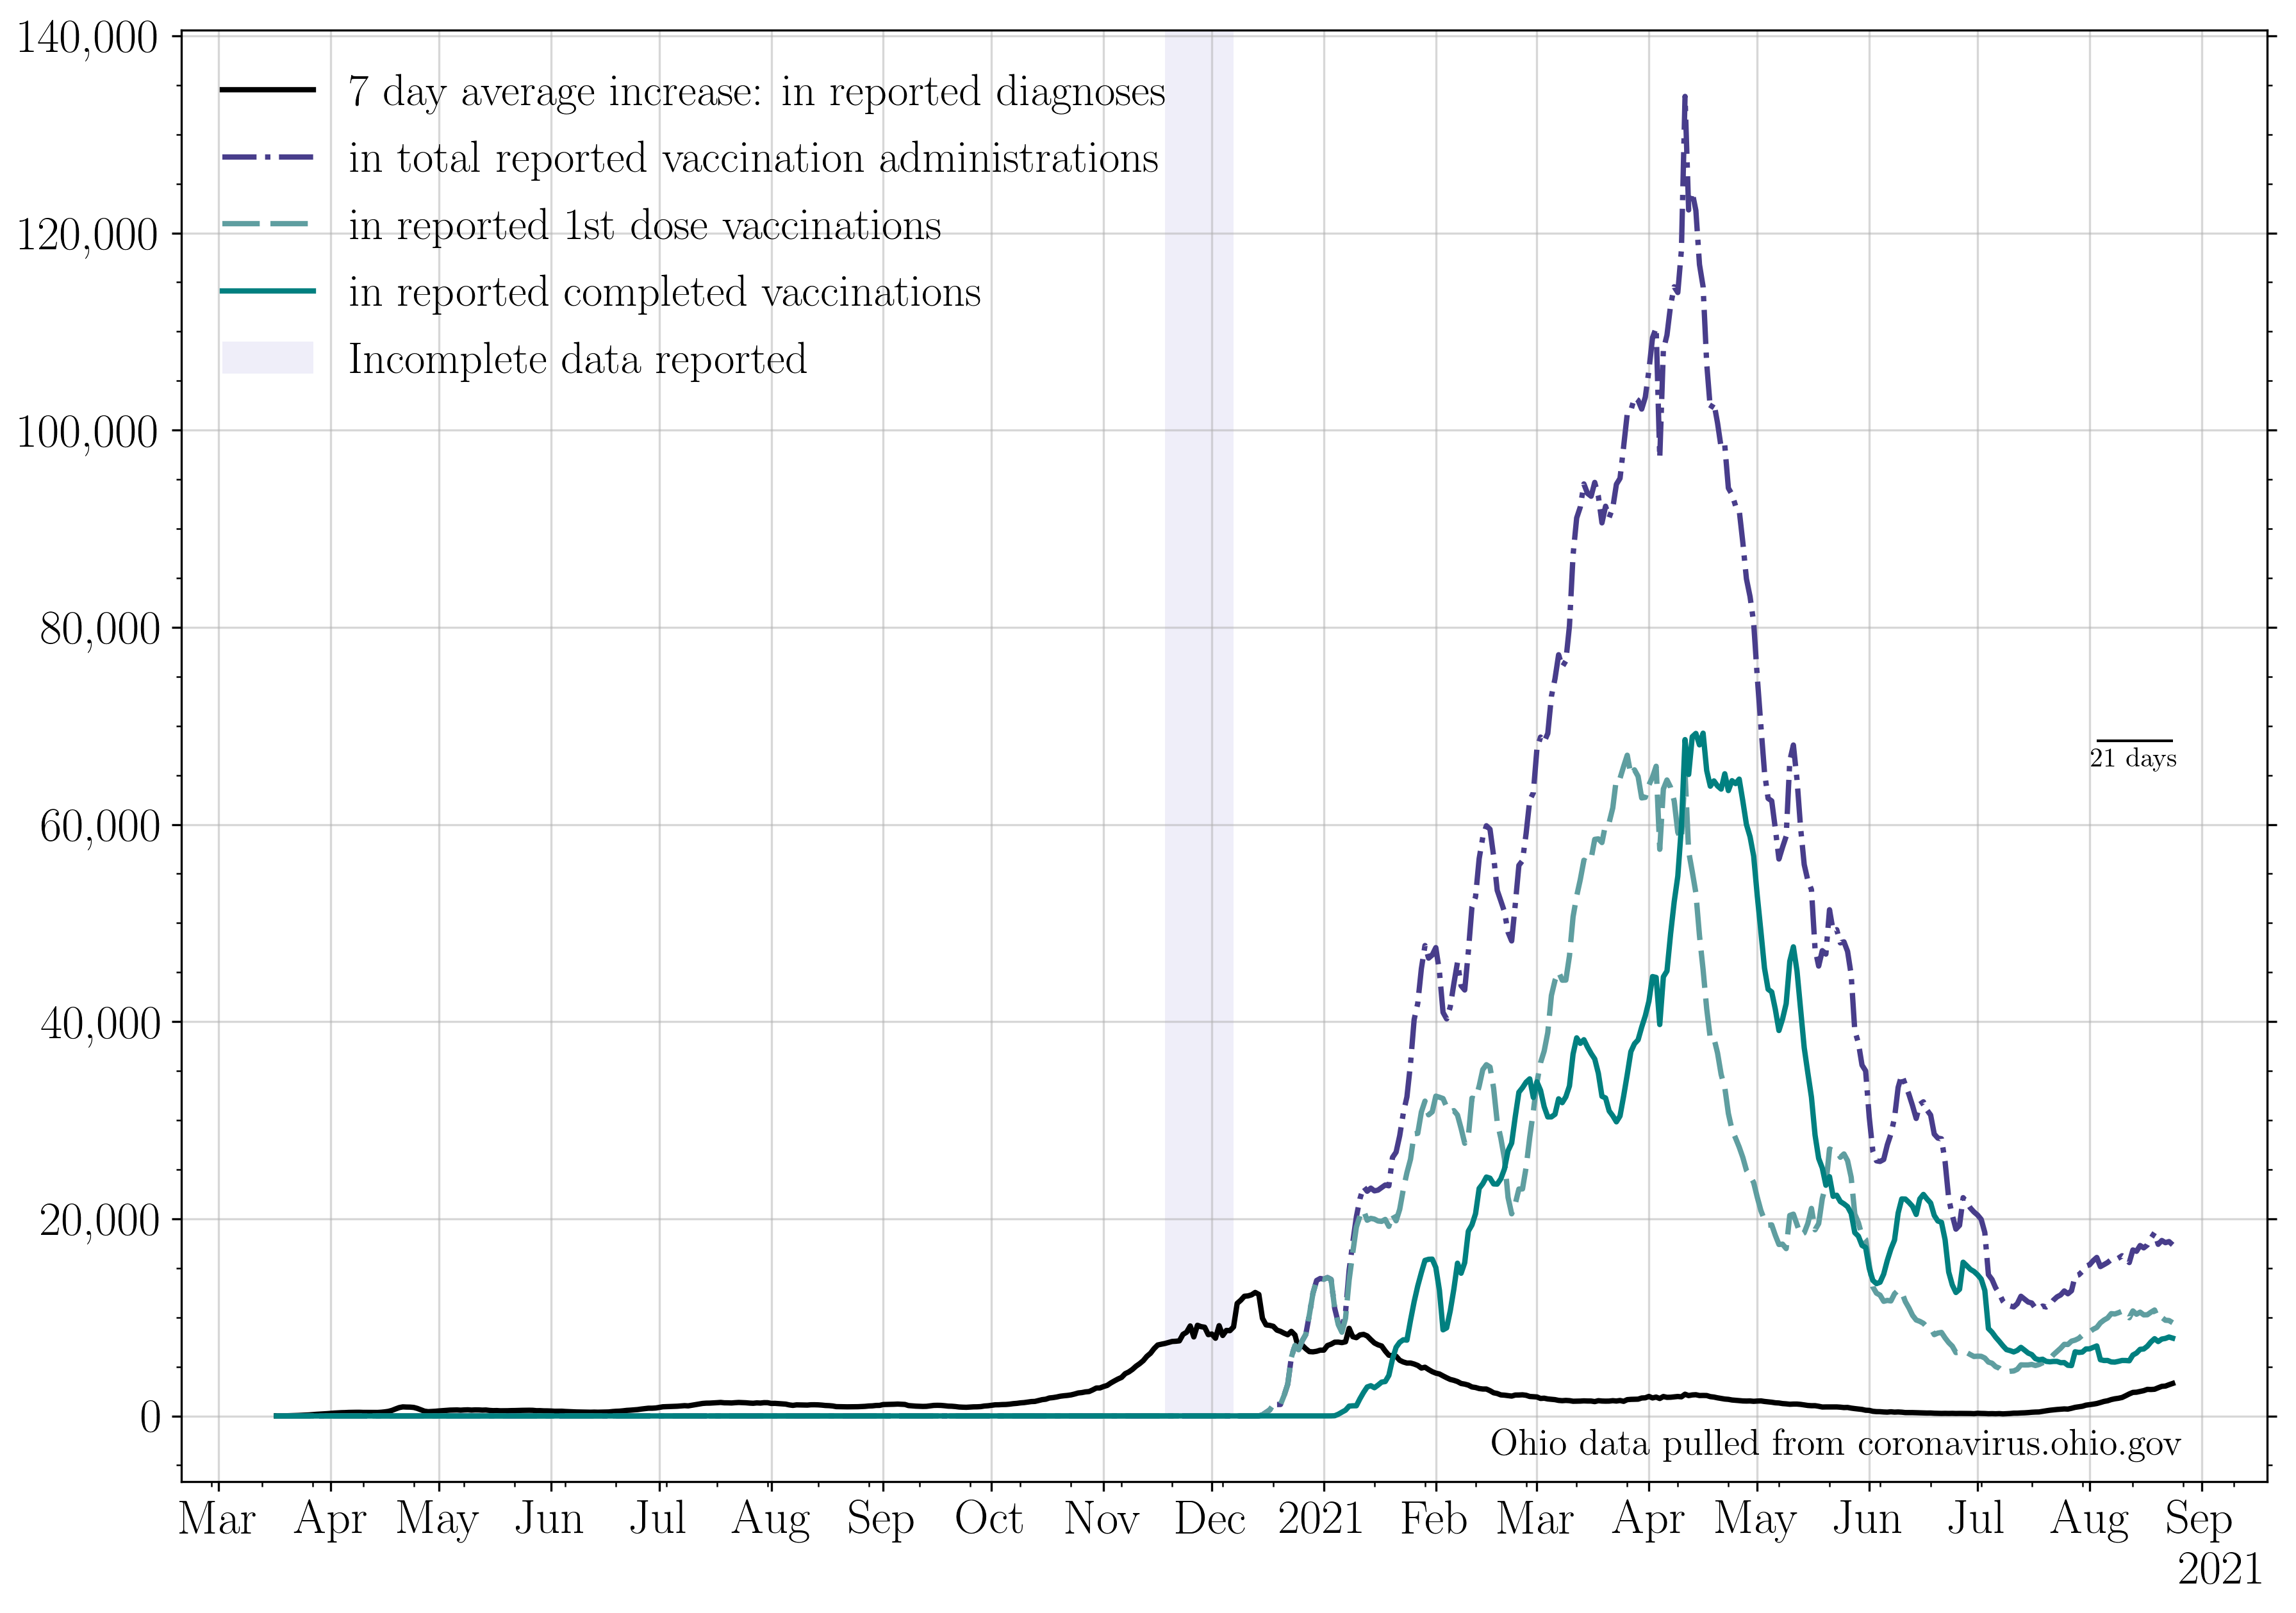 140,000
120,000
100,000
80,000
60,000
40,000
20,000
0
7 day average increase: in reported diagnoses
in total reported vaccination administrations
in reported 1st dose vaccinations
in reported completed vaccinations
Incomplete data reported
21 days
Ohio data pulled from coronavirus.ohio.gov
Mar Apr May Jun Jul Aug Sep Oct Nov Dec 2021 Feb Mar Apr May Jun Jul Aug Sep
2021